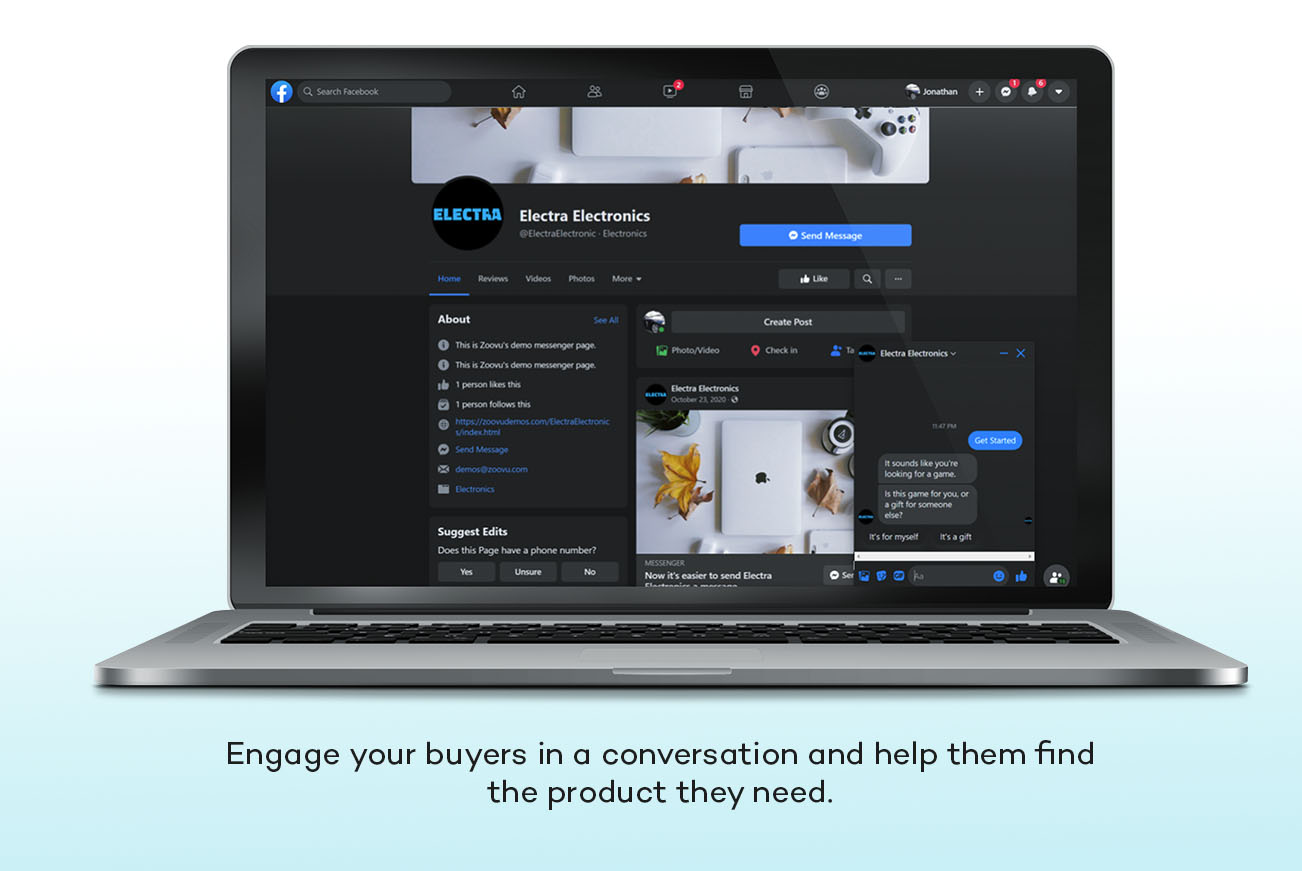 Search Facebook
2
Jonathan
1
6
ELECTRA
Electra Electronics
@ElectraElectronic · Electronics
Send Message
Home Reviews Videos Photos More
Like
About
See All
This is Zoovu's demo messenger page.
This is Zoovu's demo messenger page.
1 person likes this
1 person follows this
https://zoovudemos.com/ElectraElectronic
s/index.html
Send Message
demos@zoovu.com
Electronics
Suggest Edits
Does this Page have a phone number?
Yes Unsure No
Create Post
Photo/Video Check in Ta
ELECTRA
Electra Electronics
October 23, 2020 ·
MESSENGER
Now it's easier to send Electra
Electronics a message
Ser
ELECTRA
Electra Electronics
11:47 PM
Get Started
It sounds like you're
looking for a game.
Is this game for you, or
a gift for someone
else?
ELECTRA
It's for myself It's a gift
GIF
Aa
Engage your buyers in a conversation and help them find
the product they need.